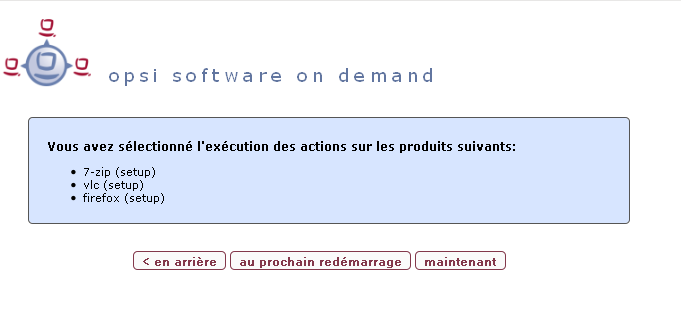 opsi software on demand
Vous avez sélectionné l'exécution des actions sur les produits suivants:
7-zip (setup)
vlc (setup)
firefox (setup)
< en arrière au prochain redémarrage maintenant